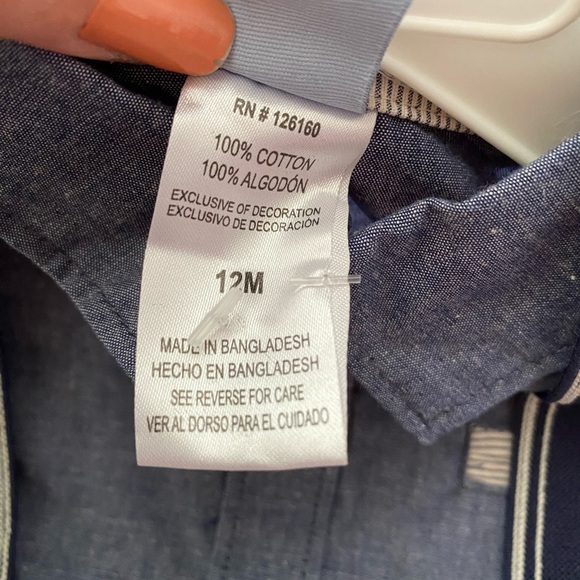 RN # 126160
100% COTTON
100% ALGODÓN
EXCLUSIVE OF DECORATION
EXCLUSIVO DE DECORACIÓN
12M
MADE IN BANGLADESH
HECHO EN BANGLADESH
SEE REVERSE FOR CARE
VER AL DORSO PARA EL CUIDADO